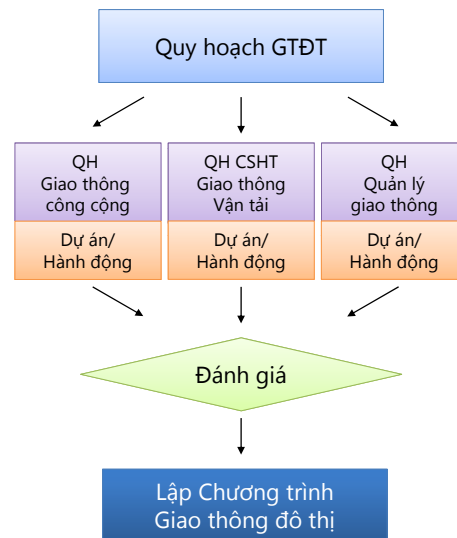 Quy hoạch GTĐT
QH
Giao thông
công cộng
Dự án/
Hành động
QH CSHT
Giao thông
Vận tải
Dự án/
Hành động
QH
Quản lý
giao thông
Dự án/
Hành động
Đánh giá
Lập Chương trình
Giao thông đô thị